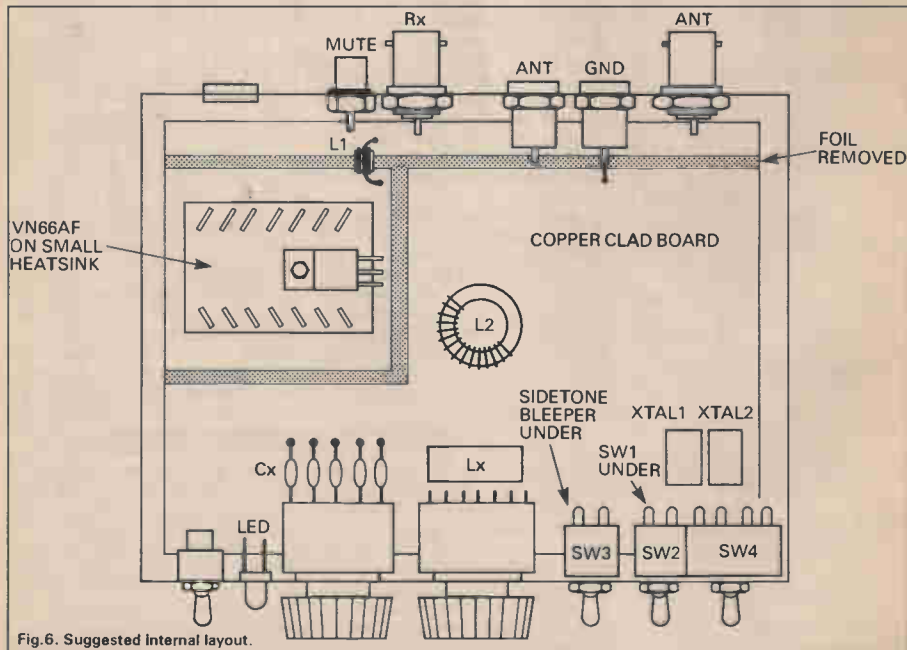 MUTE
Rx
ANT
GND
ANT
L1
FOIL
REMOVED
VN66AF
ON SMALL
HEATSINK
COPPER CLAD BOARD
L2
SIDETONE
BLEEPER
UNDER
SW1
UNDER
XTAL1 XTAL2
Cx
Lx
LED
SW3
SW2
SW4
Fig.6. Suggested internal layout.